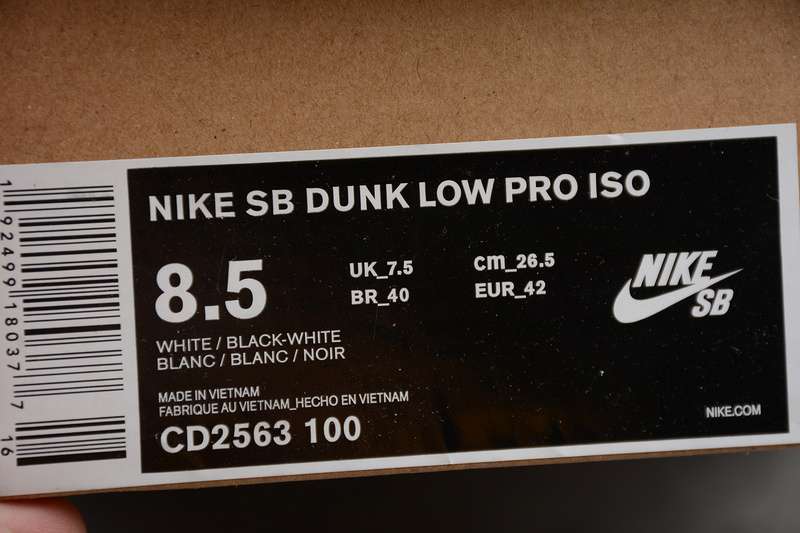 NIKE SB DUNK LOW PRO ISO
8.5
UK_7.5
cm_26.5
BR_40
EUR_42
NIKE
SB
WHITE / BLACK-WHITE
BLANC / BLANC / NOIR
MADE IN VIETNAM
FABRIQUE AU VIETNAM_HECHO EN VIETNAM
CD2563 100
NIKE.COM
1 92499 18037 7
16